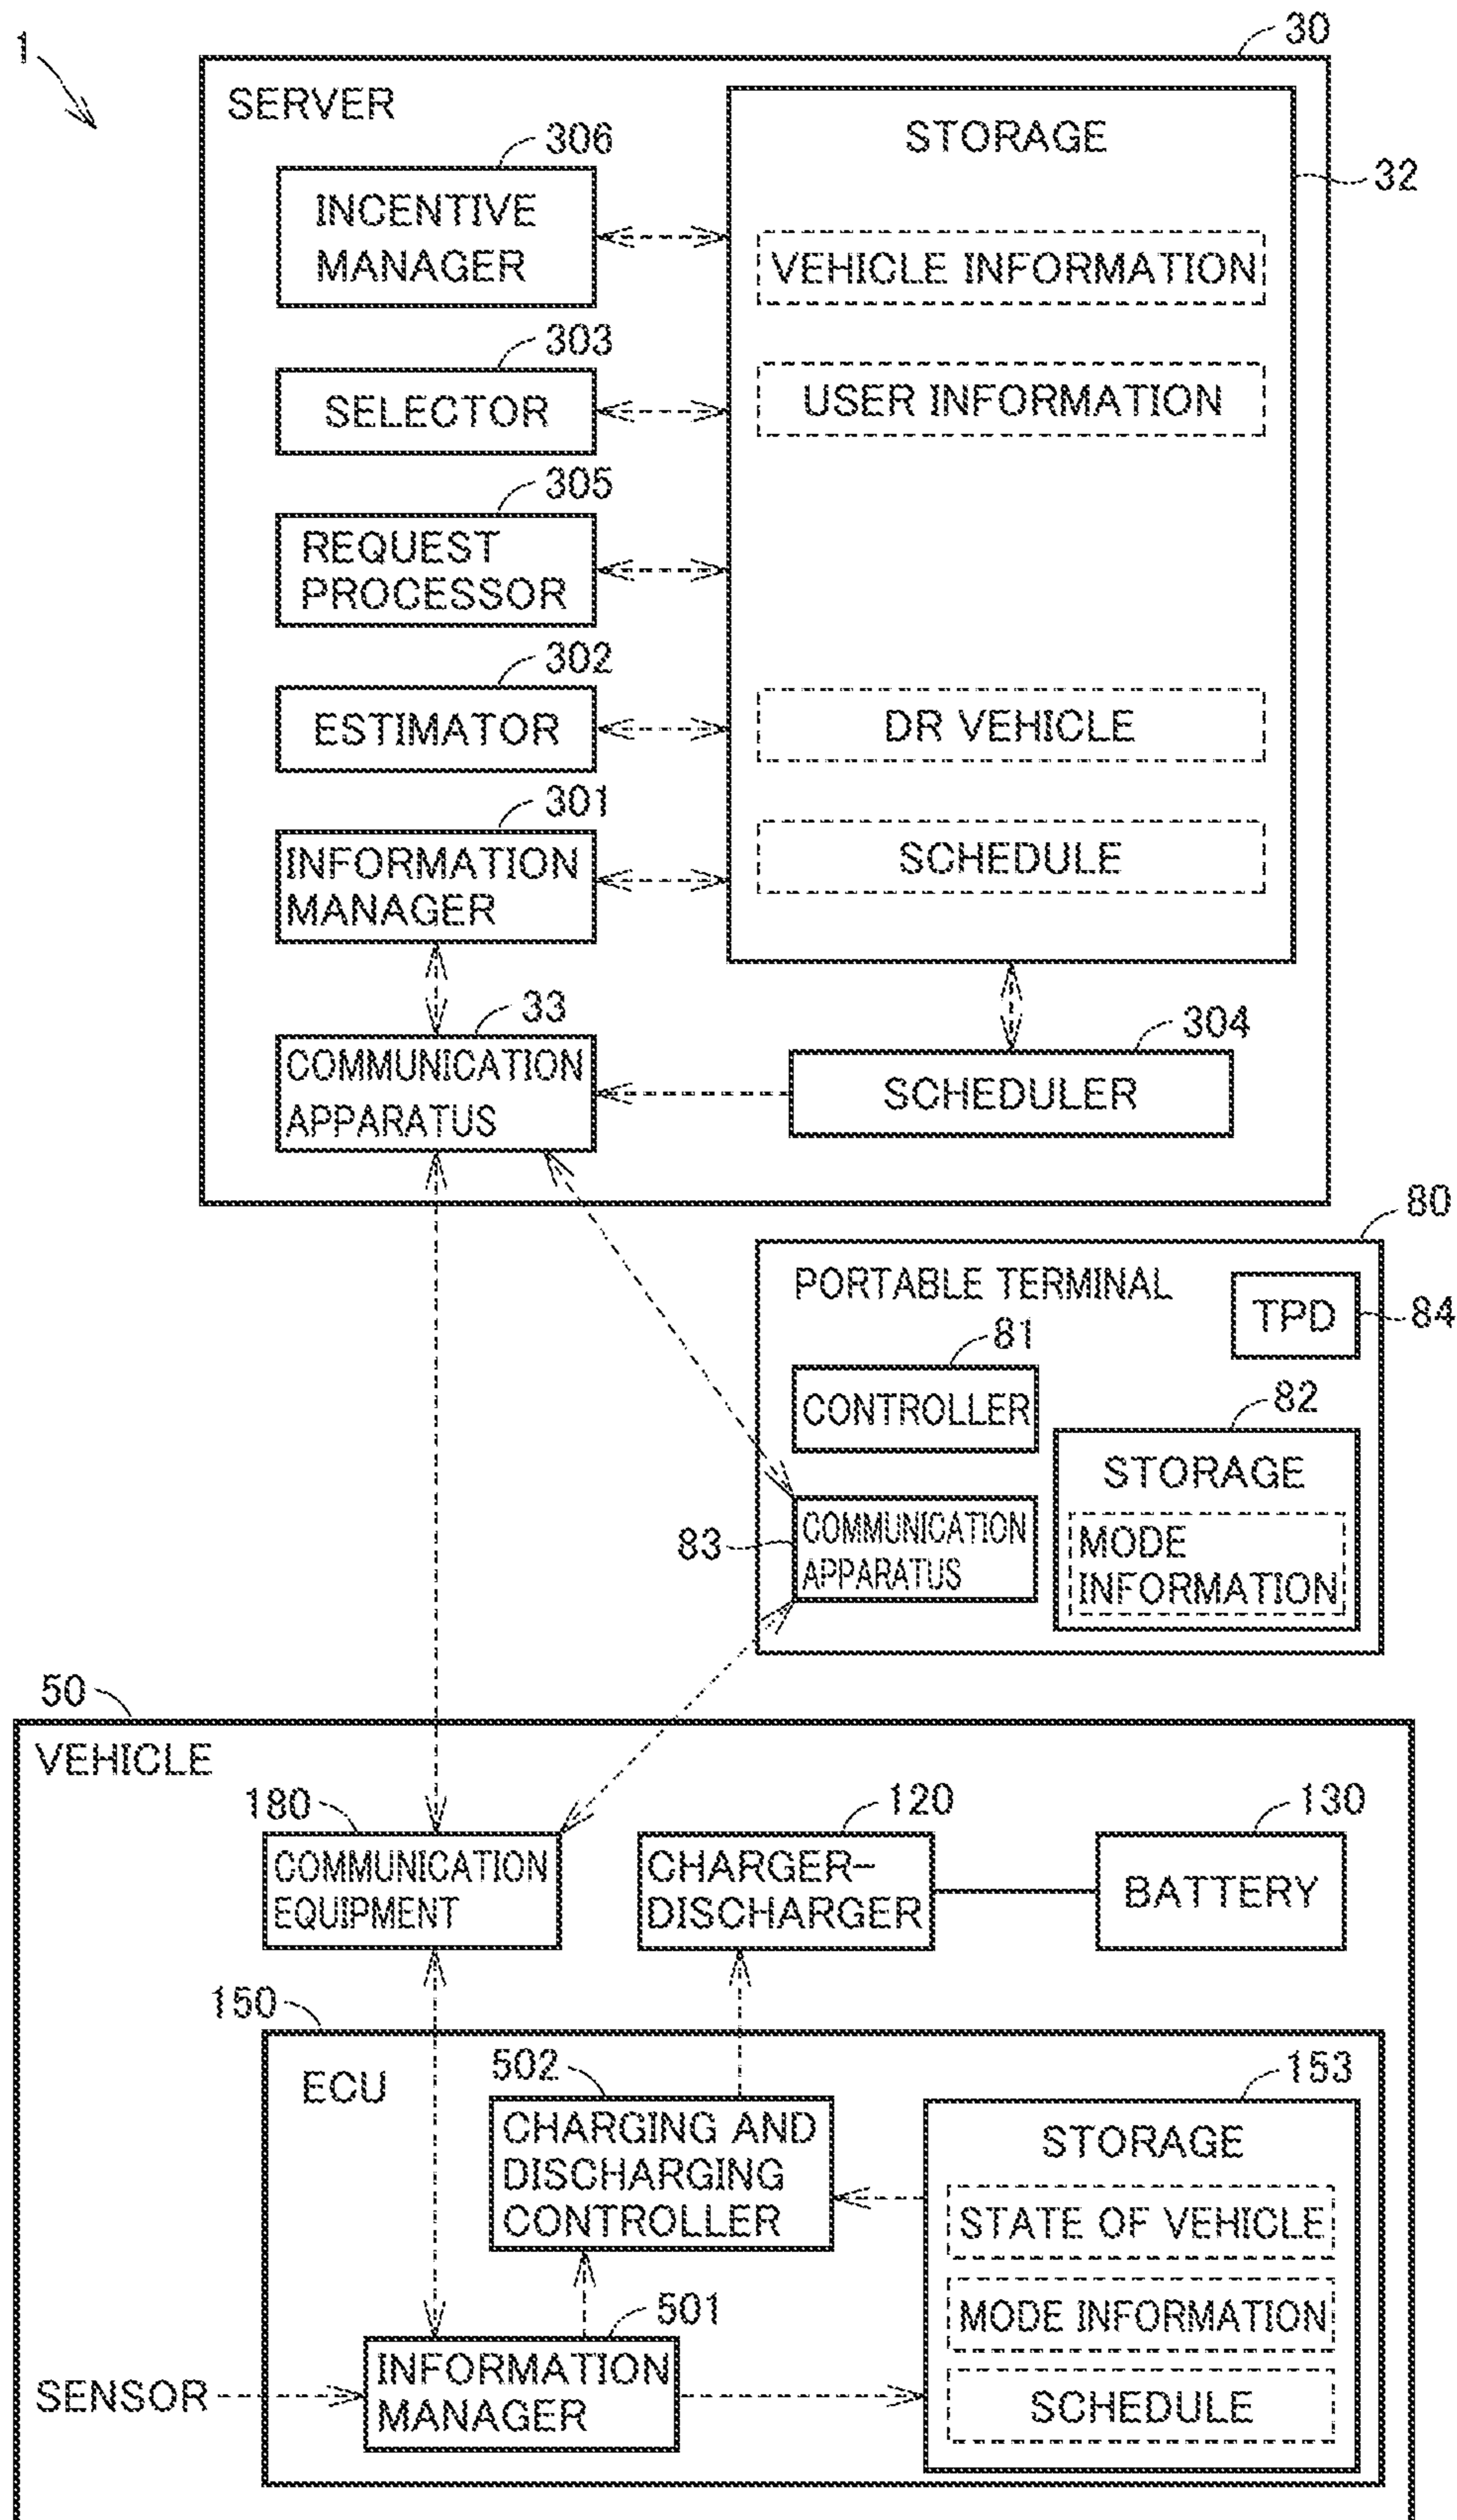 1
30
SERVER
306
INCENTIVE
MANAGER
303
SELECTOR
305
REQUEST
PROCESSOR
302
ESTIMATOR
301
INFORMATION
MANAGER
33
COMMUNICATION
APPARATUS
STORAGE
32
VEHICLE INFORMATION
USER INFORMATION
DR VEHICLE
SCHEDULE
304
SCHEDULER
80
PORTABLE TERMINAL
TPD
84
81
CONTROLLER
82
STORAGE
MODE
INFORMATION
83
COMMUNICATION
APPARATUS
50
VEHICLE
180
COMMUNICATION
EQUIPMENT
120
CHARGER-
DISCHARGER
130
BATTERY
150
ECU
502
CHARGING AND
DISCHARGING
CONTROLLER
153
STORAGE
STATE OF VEHICLE
MODE INFORMATION
SCHEDULE
501
INFORMATION
MANAGER
SENSOR